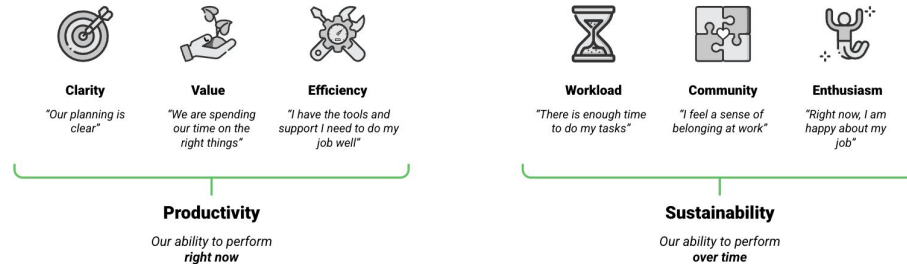 Clarity
"Our planning is
clear"
Value
"We are spending
our time on the
right things"
Efficiency
"I have the tools and
support I need to do my
job well"
Productivity
Our ability to perform
right now
Workload
"There is enough time
to do my tasks"
Community
"I feel a sense of
belonging at work"
Enthusiasm
"Right now, I am
happy about my
job"
Sustainability
Our ability to perform
over time